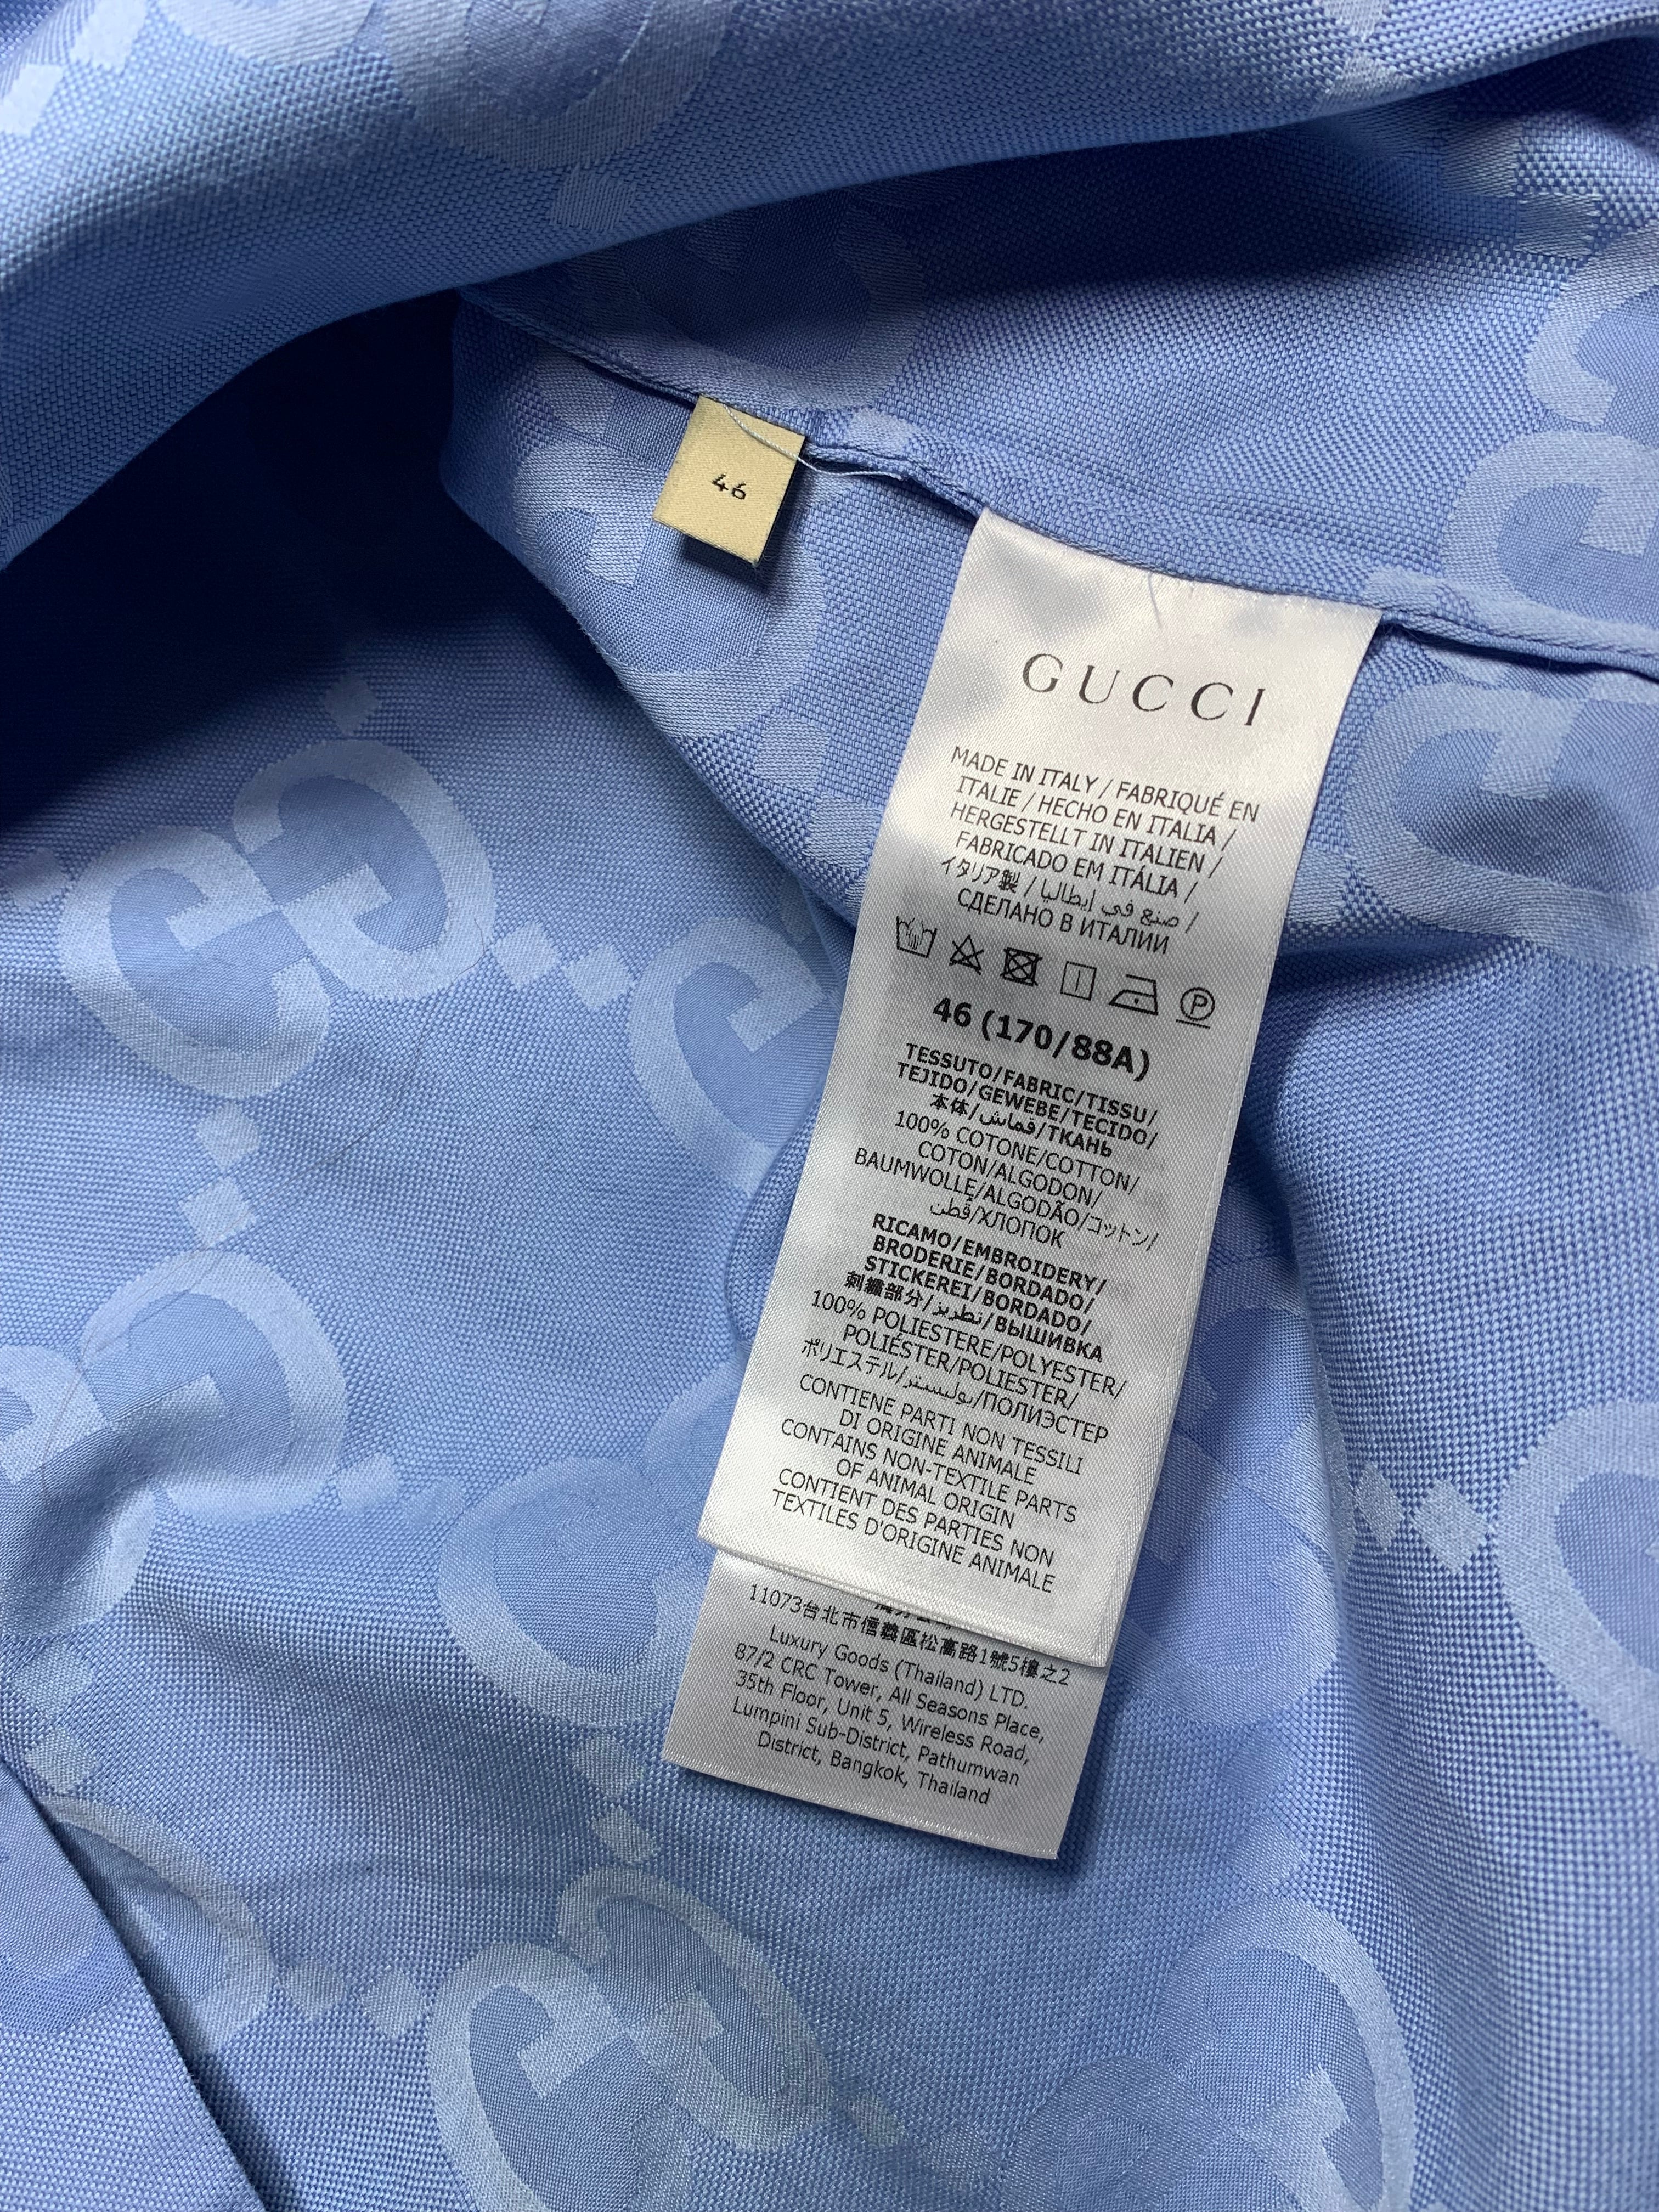 46
GUCCI
MADE IN ITALY / FABRIQUÉ EN
ITALIE / HECHO EN ITALIA /
HERGESTELLT IN ITALIEN /
FABRICADO EM ITÁLIA /
イタリア製 / صنع في إيطاليا /
СДЕЛАНО В ИТАЛИИ
P
46 (170/88A)
TESSUTO/FABRIC/TISSU/
TEJIDO/GEWEBE/TECIDO/
本体/قماش/ТКАНЬ
100% COTONE/COTTON/
COTON/ALGODON/
BAUMWOLLE/ALGODÃO/コットン/
قطن/ХЛОПОК
RICAMO/EMBROIDERY/
BRODERIE/BORDADO/
STICKEREI/BORDADO/
刺繍部分/تطريز/ВЫШИВКА
100% POLIESTERE/POLYESTER/
POLIÉSTER/POLIESTER/
ポリエステル/بوليستر/ПОЛИЭСТЕР
CONTIENE PARTI NON TESSILI
DI ORIGINE ANIMALE
CONTAINS NON-TEXTILE PARTS
OF ANIMAL ORIGIN
CONTIENT DES PARTIES NON
TEXTILES D'ORIGINE ANIMALE
11073台北市信義區松高路1號5樓之2
Luxury Goods (Thailand) LTD.
87/2 CRC Tower, All Seasons Place,
35th Floor, Unit 5, Wireless Road,
Lumpini Sub-District, Pathumwan
District, Bangkok, Thailand